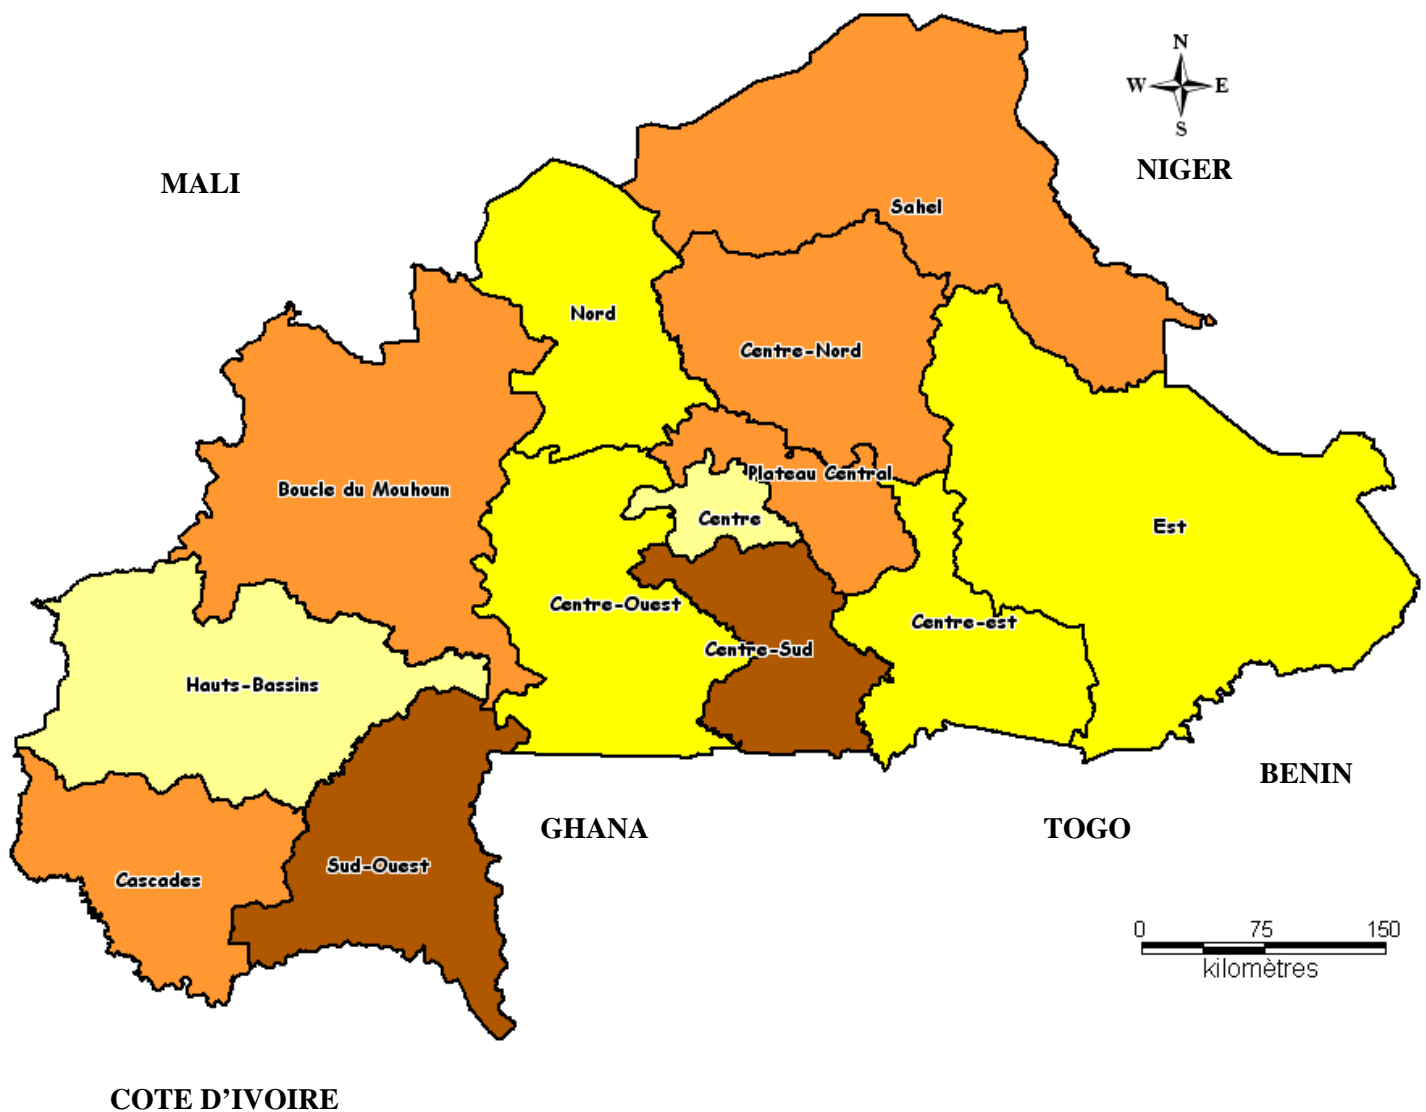 N
W E
S
MALI
NIGER
Sahel
Nord
Centre-Nord
Plateau Central
Boucle du Mouhoun
Centre
Est
Centre-Ouest
Centre-est
Centre-Sud
Hauts-Bassins
BENIN
GHANA
TOGO
Sud-Ouest
Cascades
0 75 150
kilomètres
COTE D’IVOIRE